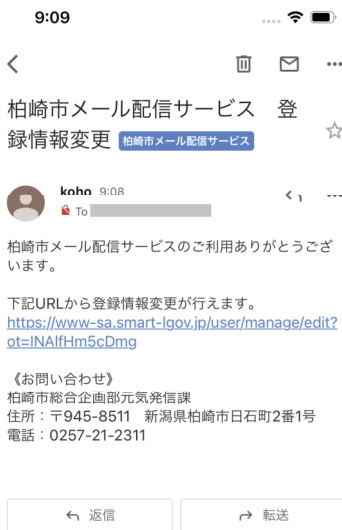 9:09
柏崎市メール配信サービス 登
録情報変更 柏崎市メール配信サービス
koho 9:08
To
柏崎市メール配信サービスのご利用ありがとうござ
います。
下記URLから登録情報変更が行えます。
https://www-sa.smart-lgov.jp/user/manage/edit?
ot=INAlfHm5cDmg
《お問い合わせ》
柏崎市総合企画部元気発信課
住所：〒945-8511 新潟県柏崎市日石町2番1号
電話：0257-21-2311
返信
転送